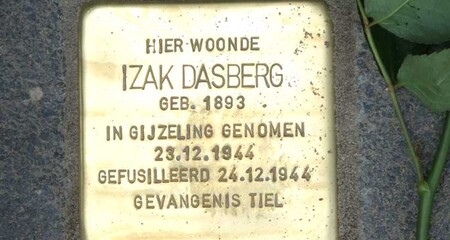 HIER WOONDE
IZAK DASBERG
GEB. 1893
IN GIJZELING GENOMEN
23.12.1944
GEFUSILLEERD 24.12.1944
GEVANGENIS TIEL